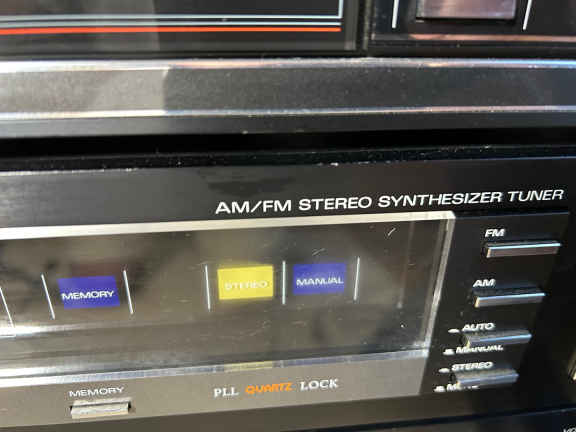 AM/FM STEREO SYNTHESIZER TUNER
FM
MEMORY
STEREO
MANUAL
AM
AUTO
MANUAL
STEREO
MEMORY
PLL QUARTZ LOCK